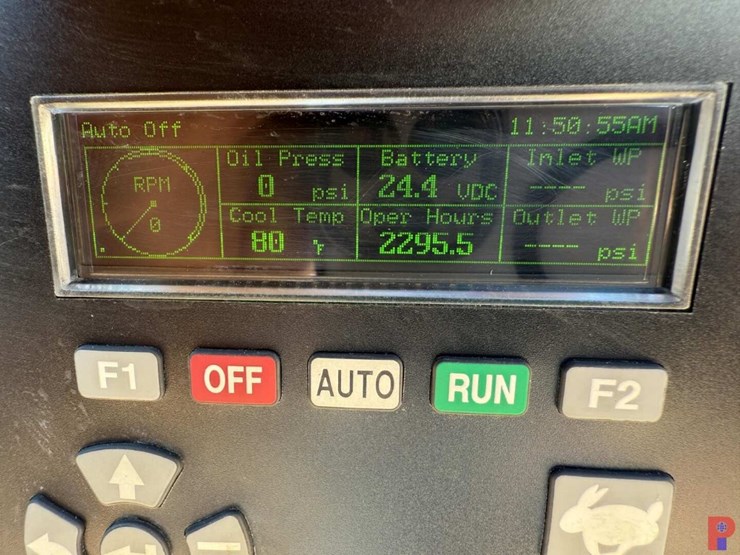 Auto Off 11:50:55AM
Oil Press Battery Inlet WP
RPM 0 psi 24.4 VDC ---- psi
0
Cool Temp Oper Hours Outlet WP
80 °F 2295.5 ---- psi
F1 OFF AUTO RUN F2
P